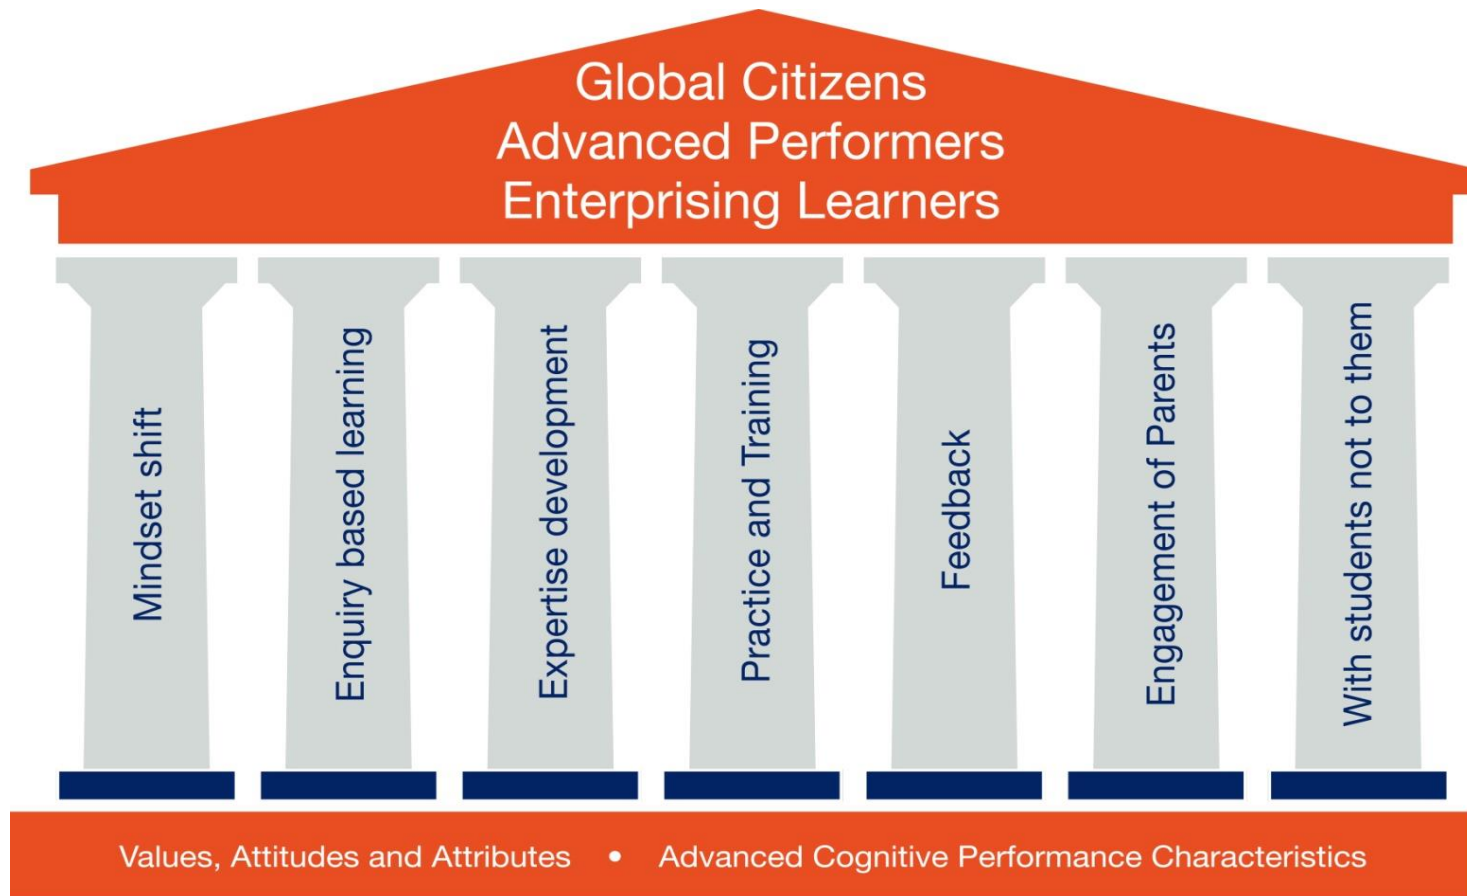 Global Citizens
Advanced Performers
Enterprising Learners
Mindset shift
Enquiry based learning
Expertise development
Practice and Training
Feedback
Engagement of Parents
With students not to them
Values, Attitudes and Attributes • Advanced Cognitive Performance Characteristics